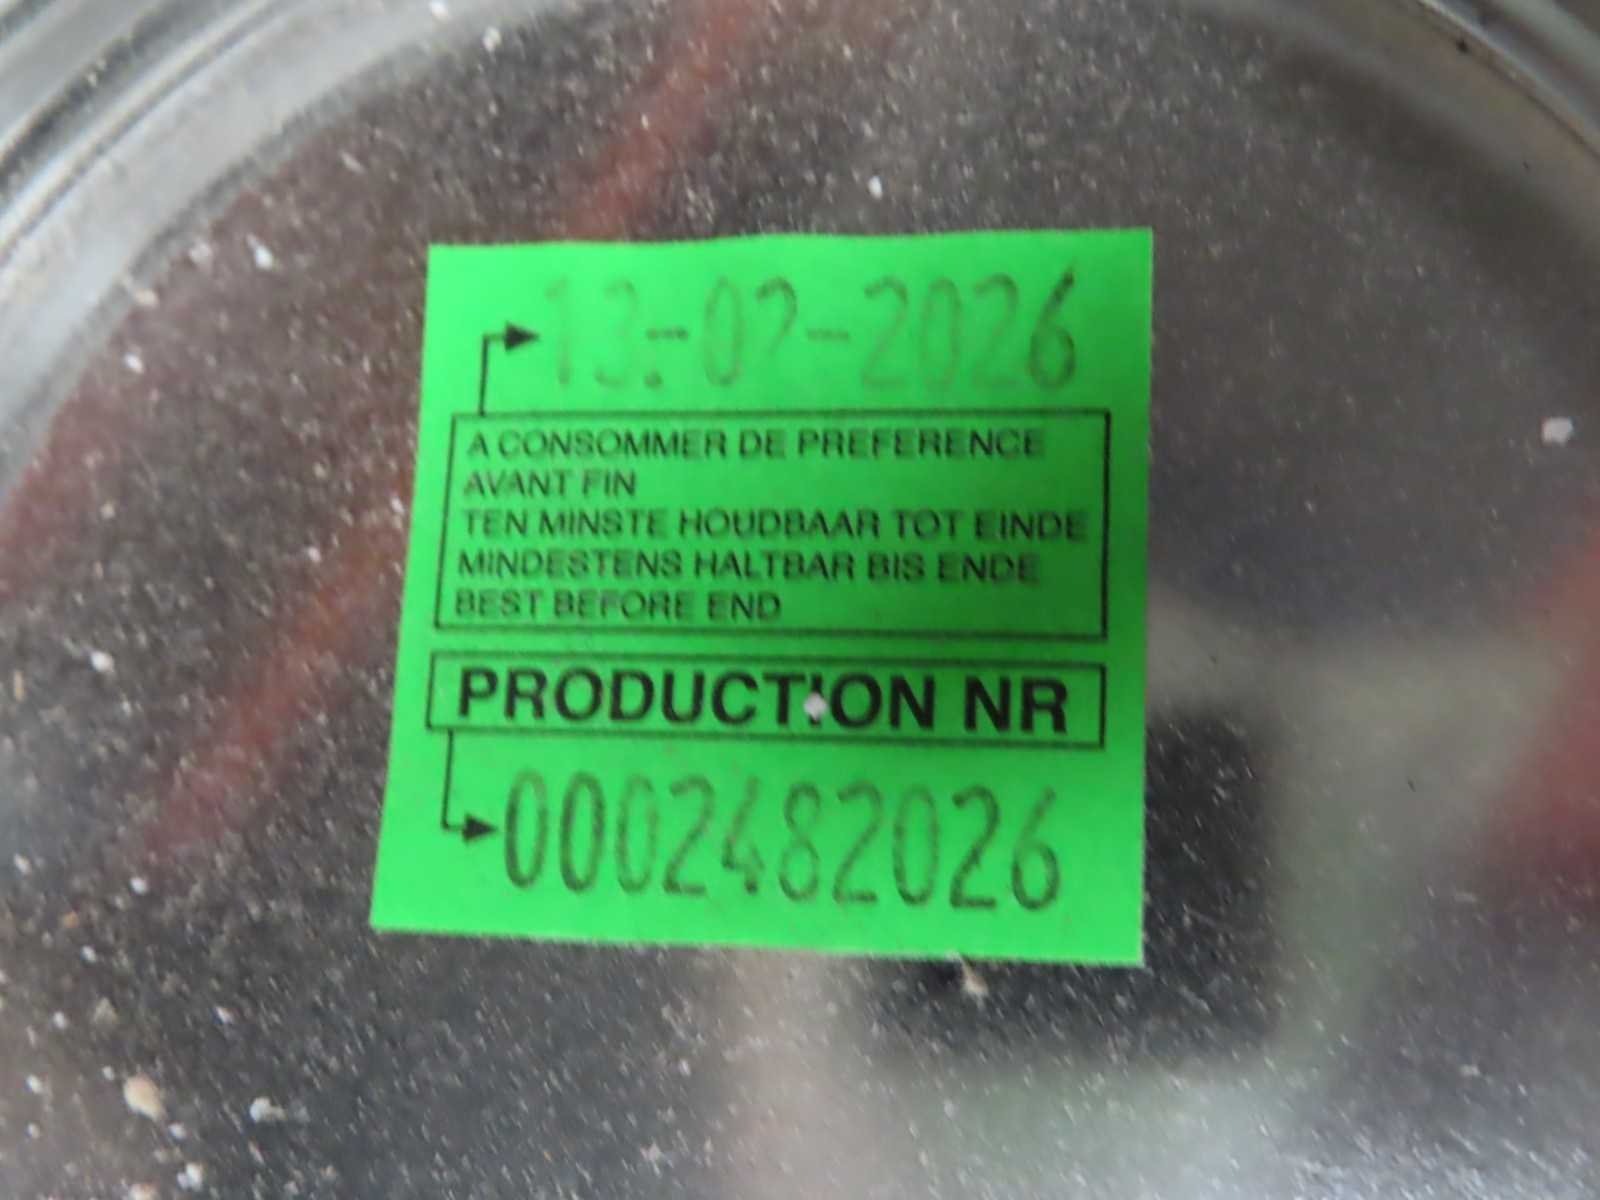 13-02-2026
A CONSOMMER DE PREFERENCE
AVANT FIN
TEN MINSTE HOUDBAAR TOT EINDE
MINDESTENS HALTBAR BIS ENDE
BEST BEFORE END
PRODUCTION NR
0002482026